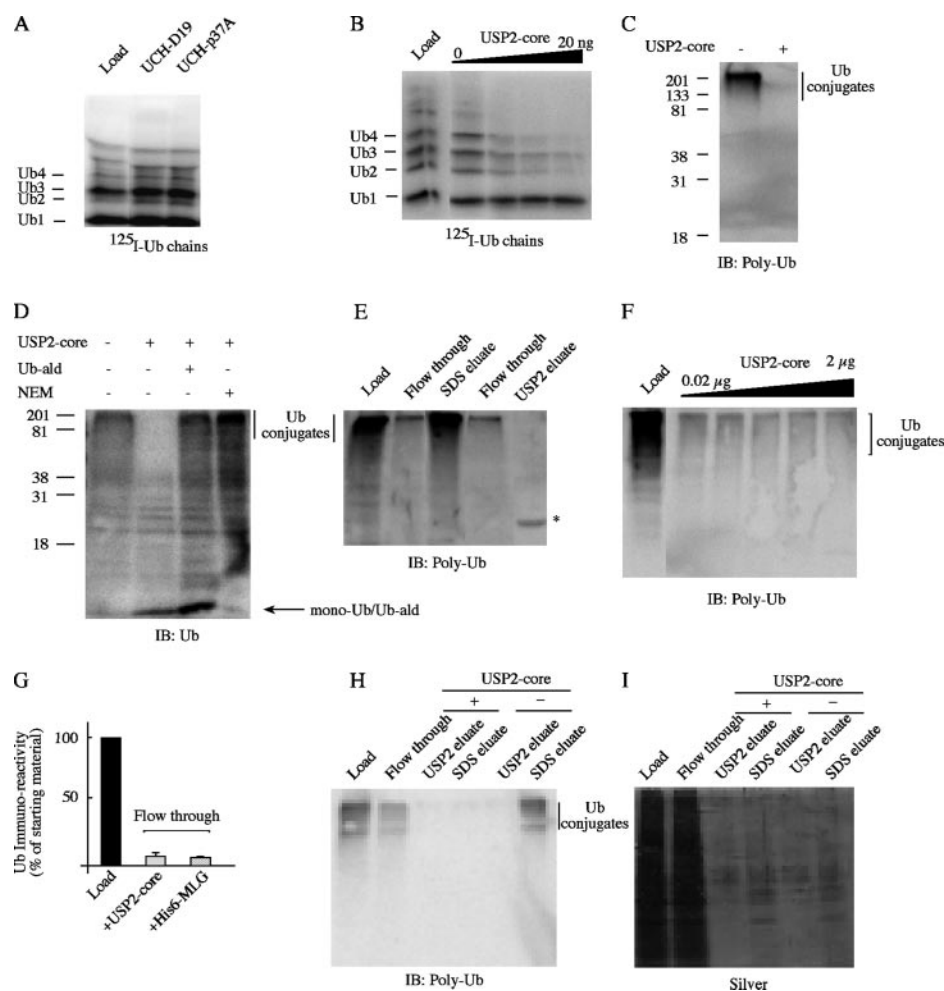 A
Load
UCH-D19
UCH-p37A
Ub4
Ub3
Ub2
Ub1
125I-Ub chains
B
Load
USP2-core
0
20 ng
Ub4
Ub3
Ub2
Ub1
125I-Ub chains
C
USP2-core - +
201
133
81
38
31
18
Ub
conjugates
IB: Poly-Ub
D
USP2-core - + + +
Ub-ald - - + -
NEM - - - +
201
81
38
31
18
Ub
conjugates
mono-Ub/Ub-ald
IB: Ub
E
Load
Flow through
SDS eluate
Flow through
USP2 eluate
*
IB: Poly-Ub
F
Load
USP2-core
0.02 µg
2 µg
Ub
conjugates
IB: Poly-Ub
G
Ub Immuno-reactivity
(% of starting material)
100
50
Flow through
Load
+USP2-core
+His6-MLG
H
USP2-core
+ −
Load
Flow through
USP2 eluate
SDS eluate
USP2 eluate
SDS eluate
Ub
conjugates
IB: Poly-Ub
I
USP2-core
+ −
Load
Flow through
USP2 eluate
SDS eluate
USP2 eluate
SDS eluate
Silver